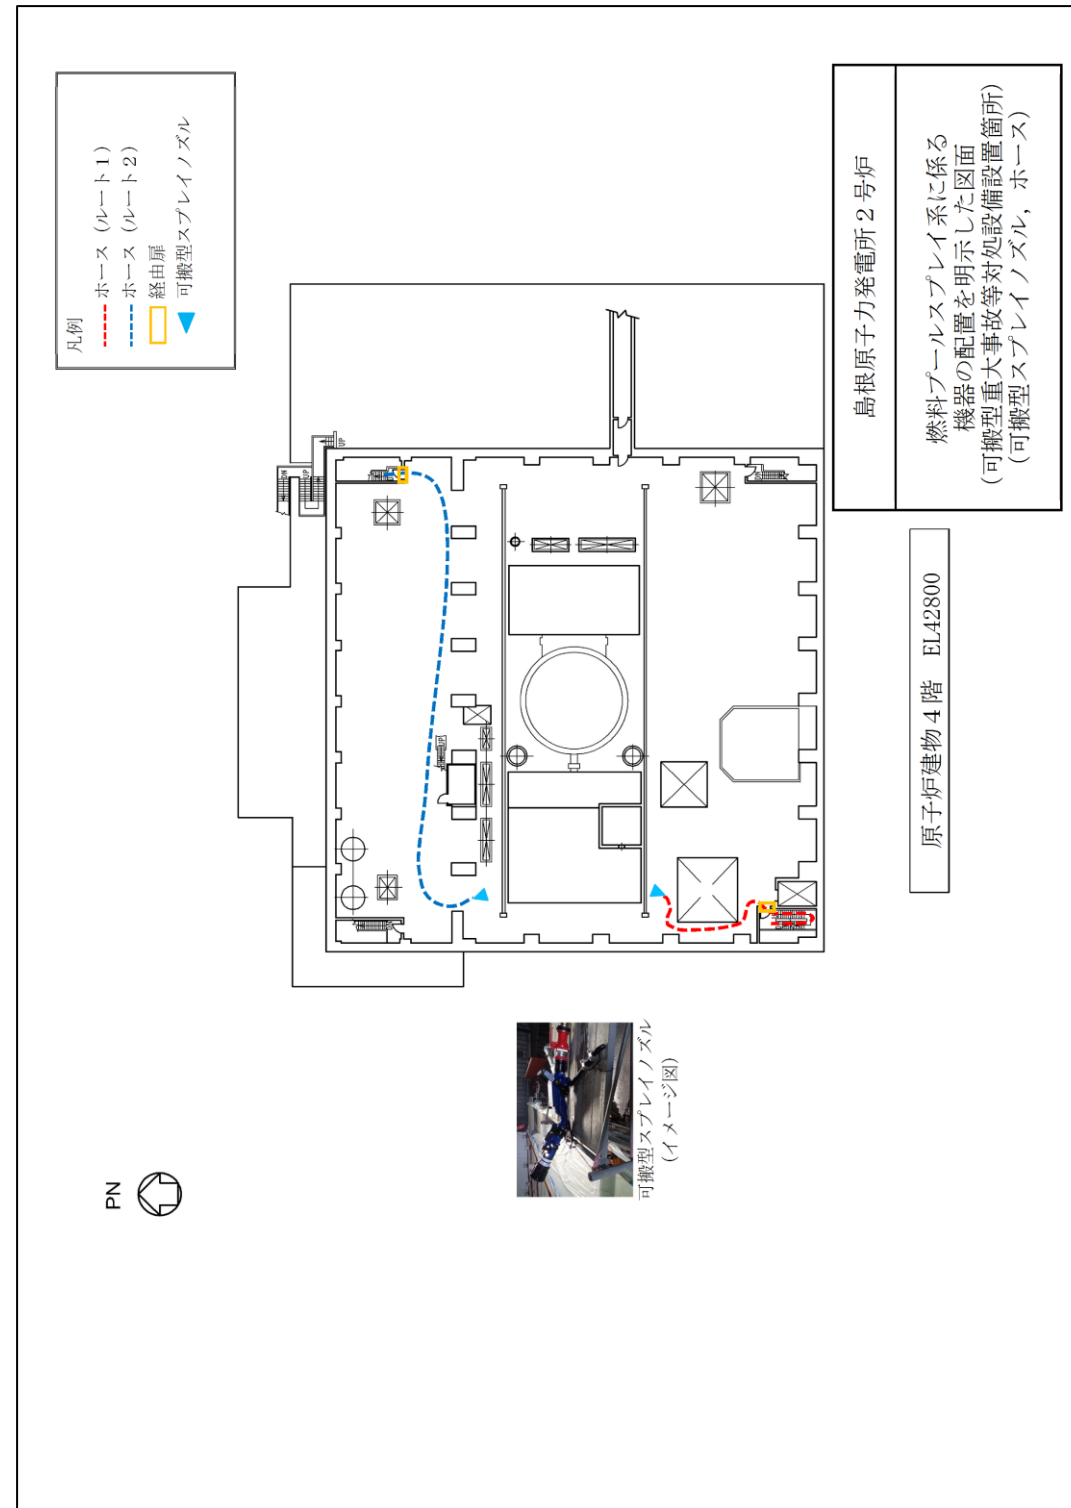 凡例
ホース（ルート１）
ホース（ルート２）
経由扉
可搬型スプレイノズル
DN
UP
UP
UP
DN
PN
可搬型スプレイノズル
（イメージ図）
原子炉建物４階　EL42800
島根原子力発電所２号炉
燃料プールスプレイ系に係る
機器の配置を明示した図面
（可搬型重大事故等対処設備設置箇所）
（可搬型スプレイノズル，ホース）